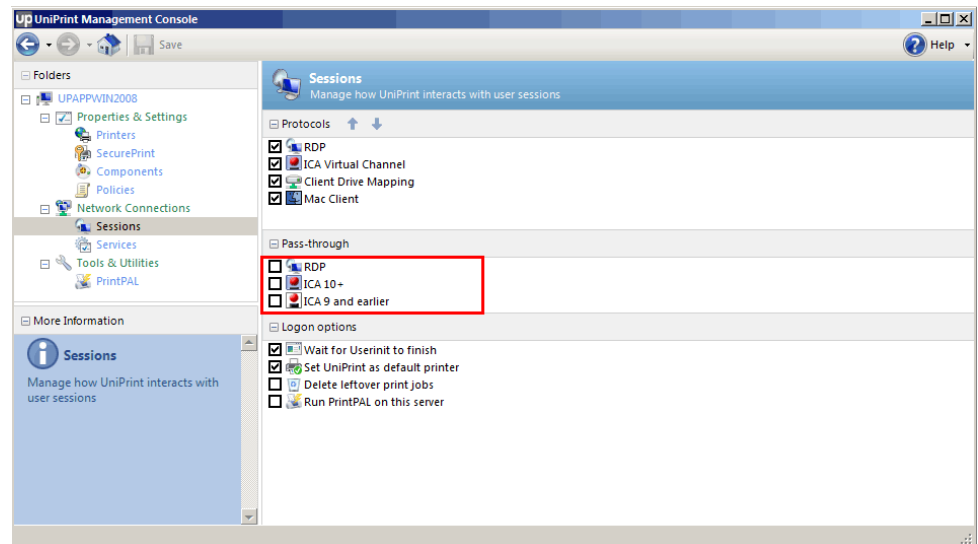 UP UniPrint Management Console
Save
Help
Folders
UPAPPWIN2008
Properties & Settings
Printers
SecurePrint
Components
Policies
Network Connections
Sessions
Services
Tools & Utilities
PrintPAL
More Information
Sessions
Manage how UniPrint interacts with
user sessions
Sessions
Manage how UniPrint interacts with user sessions
Protocols
RDP
ICA Virtual Channel
Client Drive Mapping
Mac Client
Pass-through
RDP
ICA 10+
ICA 9 and earlier
Logon options
Wait for Userinit to finish
Set UniPrint as default printer
Delete leftover print jobs
Run PrintPAL on this server